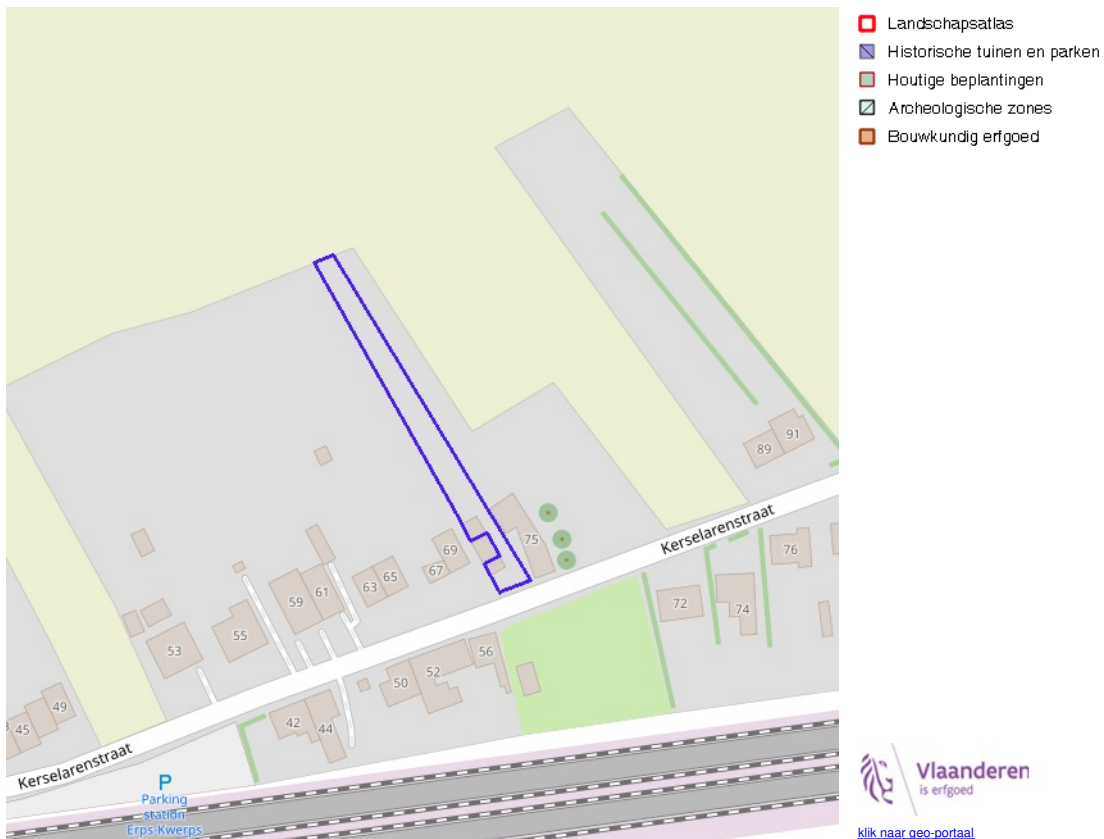 Landschapsatlas
Historische tuinen en parken
Houtige beplantingen
Archeologische zones
Bouwkundig erfgoed
89
91
Kerselarenstraat
75
69
67
65
63
61
59
55
53
49
45
76
72
74
56
52
50
42
44
Kerselarenstraat
P
Parking
station
Erps-Kwerps
Vlaanderen
is erfgoed
klik naar geo-portaal